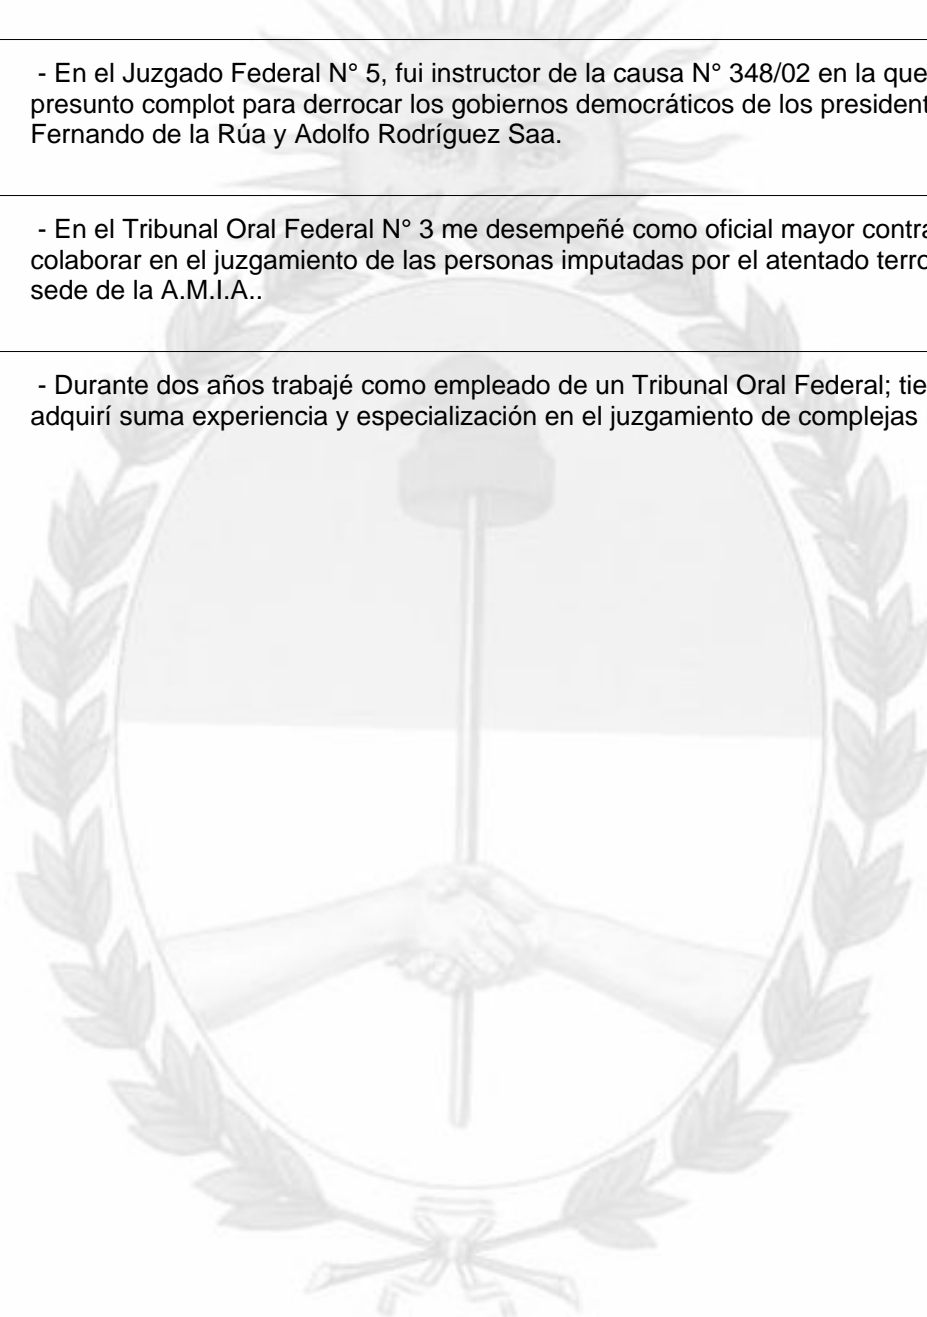 - En el Juzgado Federal N° 5, fui instructor de la causa N° 348/02 en la que
presunto complot para derrocar los gobiernos democráticos de los president
Fernando de la Rúa y Adolfo Rodríguez Saa.
- En el Tribunal Oral Federal N° 3 me desempeñé como oficial mayor contra
colaborar en el juzgamiento de las personas imputadas por el atentado terro
sede de la A.M.I.A..
- Durante dos años trabajé como empleado de un Tribunal Oral Federal; tie
adquirí suma experiencia y especialización en el juzgamiento de complejas